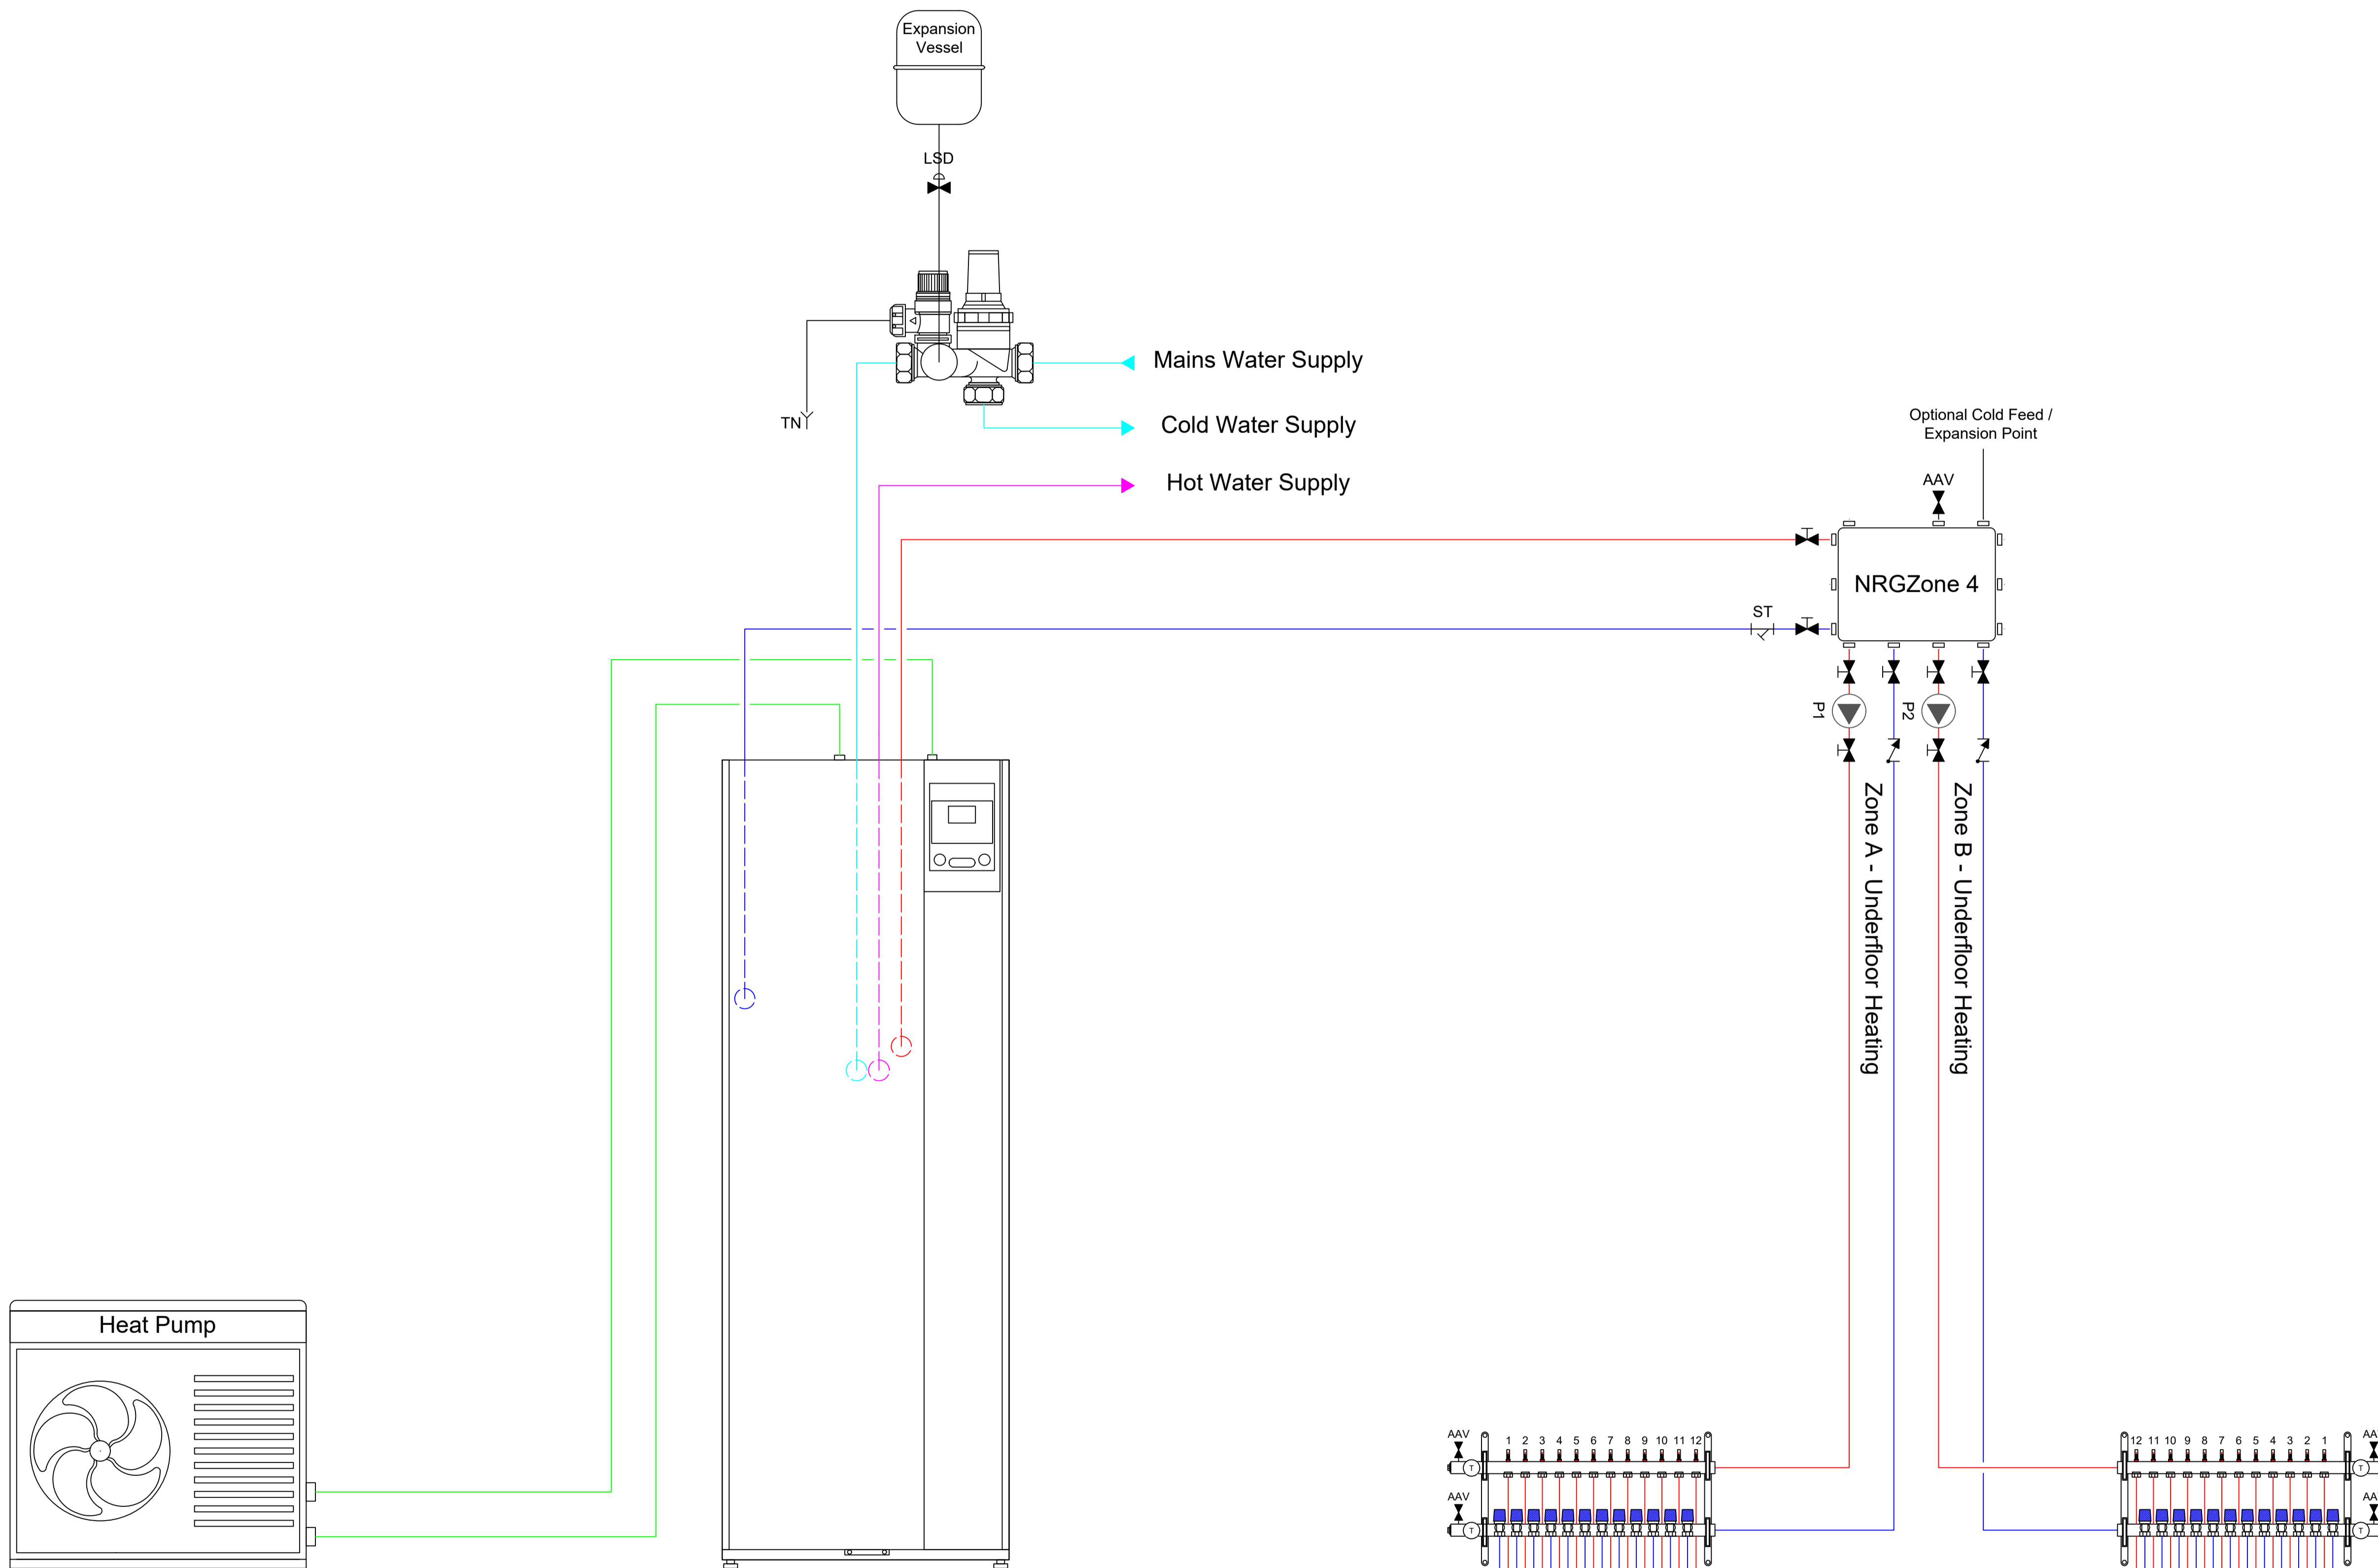 Expansion
Vessel
LSD
Mains Water Supply
TN
Cold Water Supply
Hot Water Supply
Optional Cold Feed /
Expansion Point
AAV
NRGZone 4
ST
P1
P2
Zone A - Underfloor Heating
Zone B - Underfloor Heating
Heat Pump
AAV
1 2 3 4 5 6 7 8 9 10 11 12
T
AAV
T
12 11 10 9 8 7 6 5 4 3 2 1
T
T